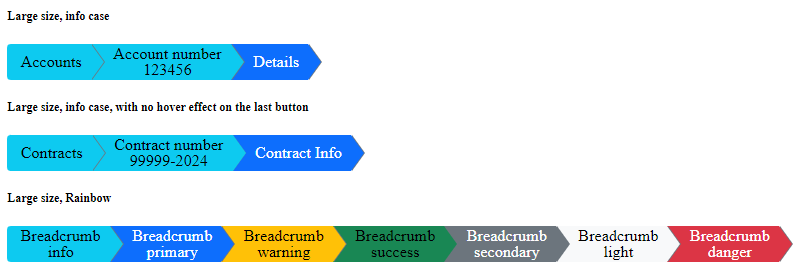 Large size, info case
Accounts
Account number
123456
Details
Large size, info case, with no hover effect on the last button
Contracts
Contract number
99999-2024
Contract Info
Large size, Rainbow
Breadcrumb
info
Breadcrumb
primary
Breadcrumb
warning
Breadcrumb
success
Breadcrumb
secondary
Breadcrumb
light
Breadcrumb
danger